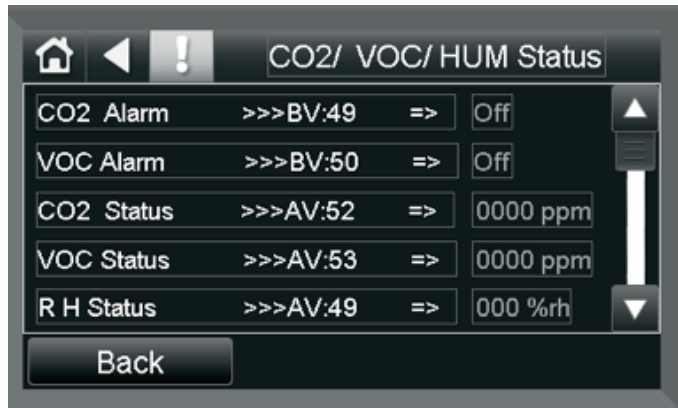 ! CO2/ VOC/ HUM Status
CO2 Alarm >>>BV:49 => Off
VOC Alarm >>>BV:50 => Off
CO2 Status >>>AV:52 => 0000 ppm
VOC Status >>>AV:53 => 0000 ppm
R H Status >>>AV:49 => 000 %rh
Back